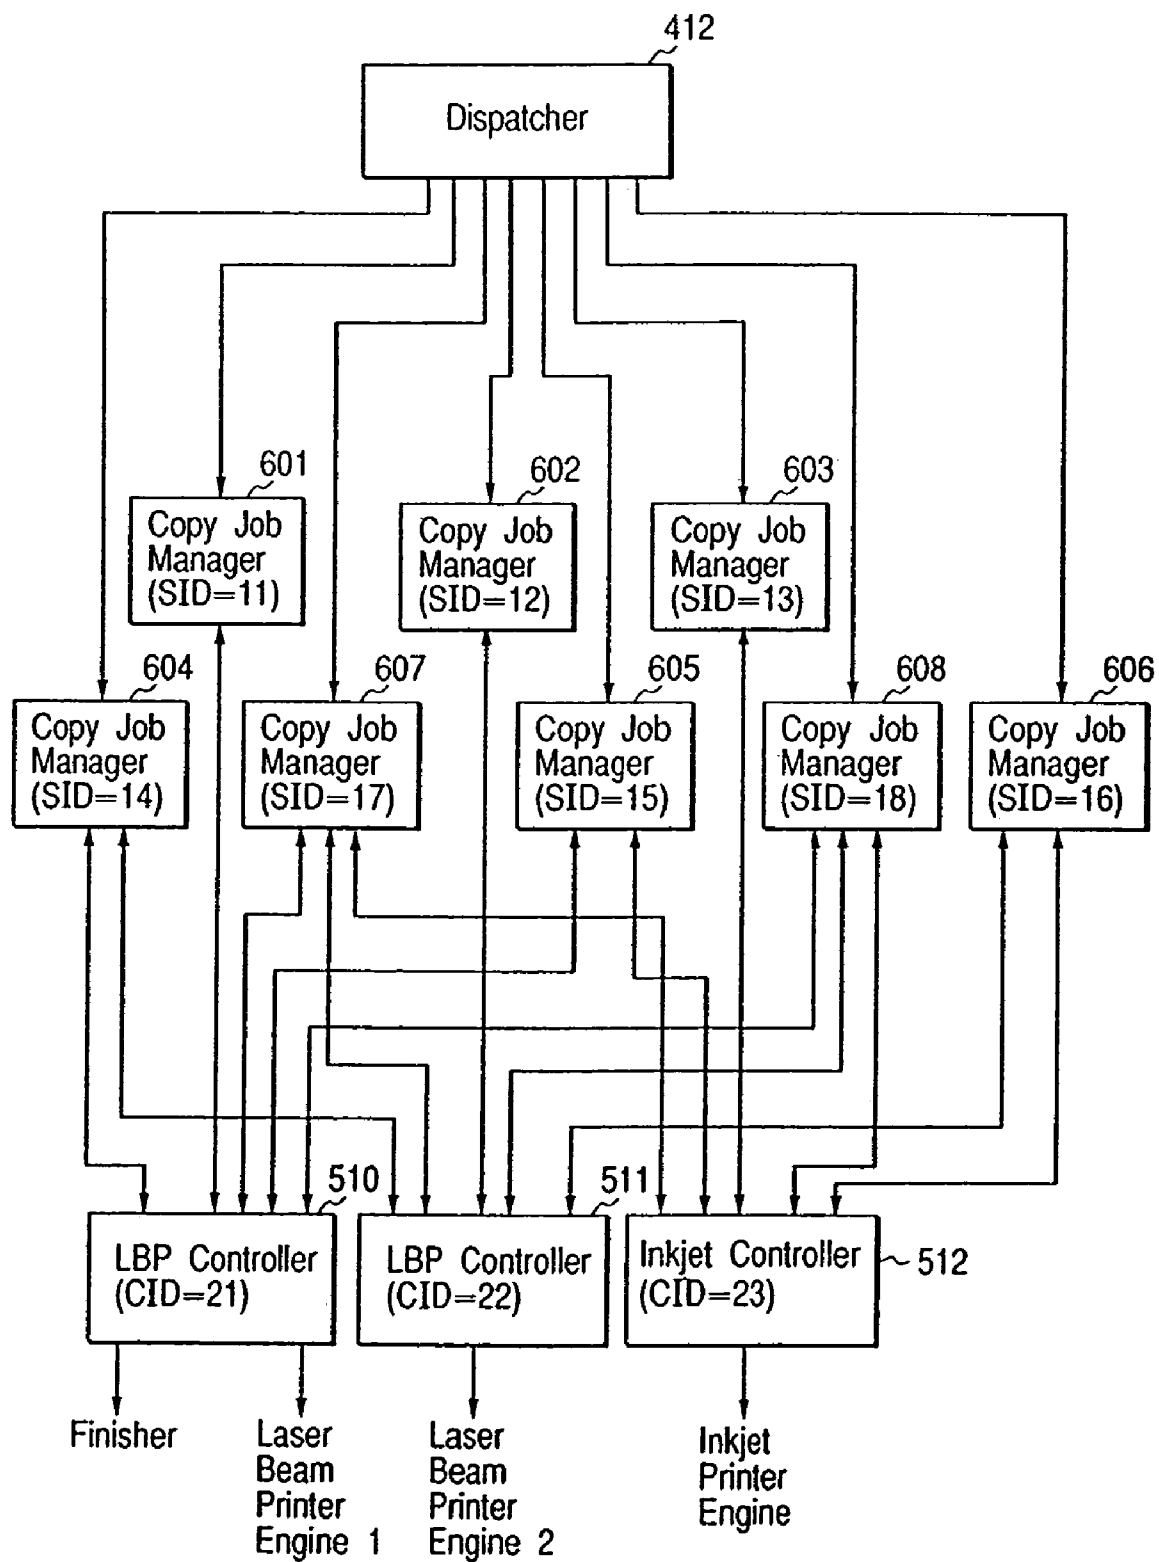 412
Dispatcher
601
Copy Job
Manager
(SID=11)
602
Copy Job
Manager
(SID=12)
603
Copy Job
Manager
(SID=13)
604
Copy Job
Manager
(SID=14)
607
Copy Job
Manager
(SID=17)
605
Copy Job
Manager
(SID=15)
608
Copy Job
Manager
(SID=18)
606
Copy Job
Manager
(SID=16)
510
LBP Controller
(CID=21)
511
LBP Controller
(CID=22)
Inkjet Controller
(CID=23)
512
Finisher
Laser
Beam
Printer
Engine 1
Laser
Beam
Printer
Engine 2
Inkjet
Printer
Engine